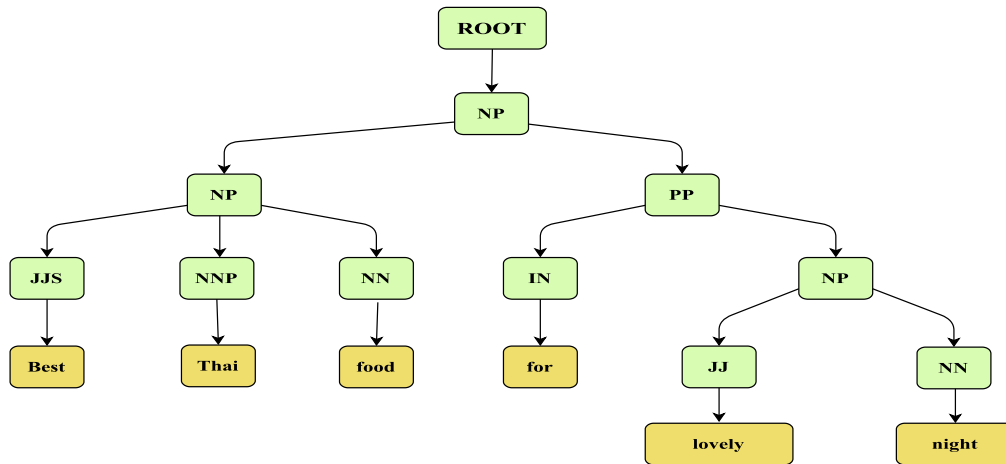 ROOT
NP
NP PP
JJS NNP NN IN NP
Best Thai food for JJ NN
lovely night